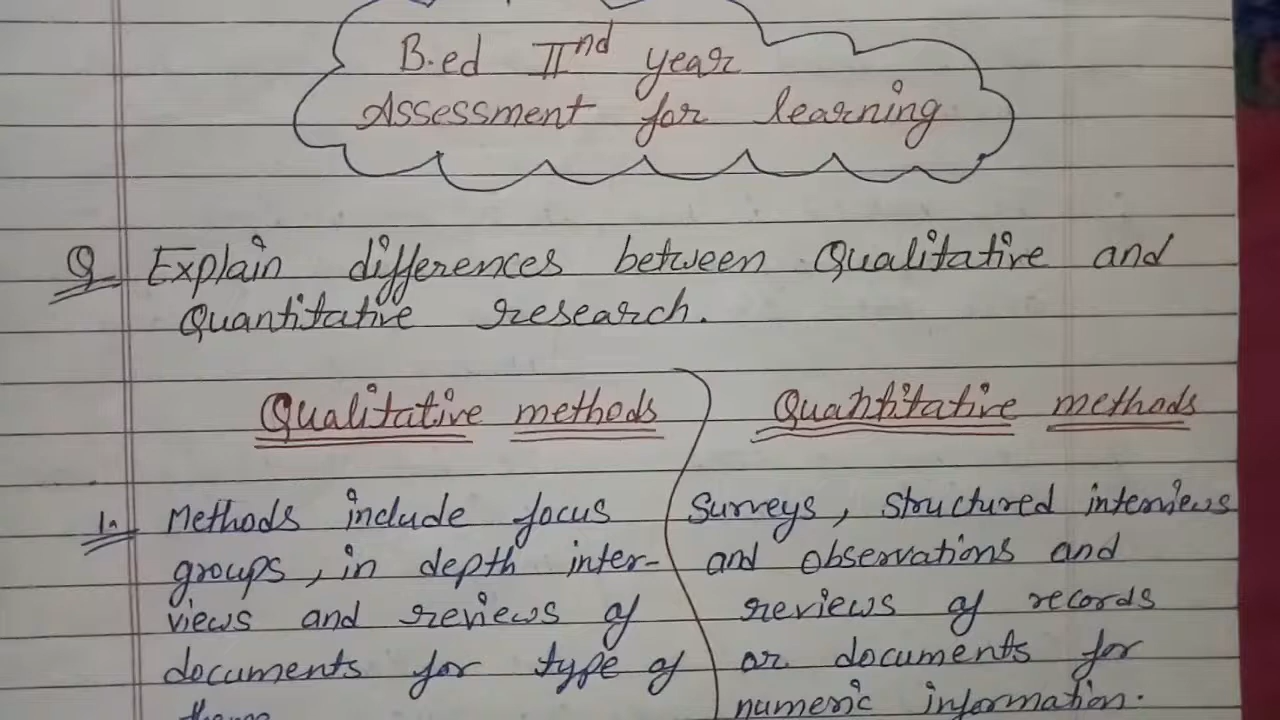 B.ed IInd year
Assessment for learning
Q Explain differences between Qualitative and
Quantitative research.
Qualitative methods
Quantitative methods
1. Methods include focus
groups, in depth inter-
views and reviews of
documents for type of
Surveys, structured interviews
and observations and
reviews of records
or documents for
numeric information.